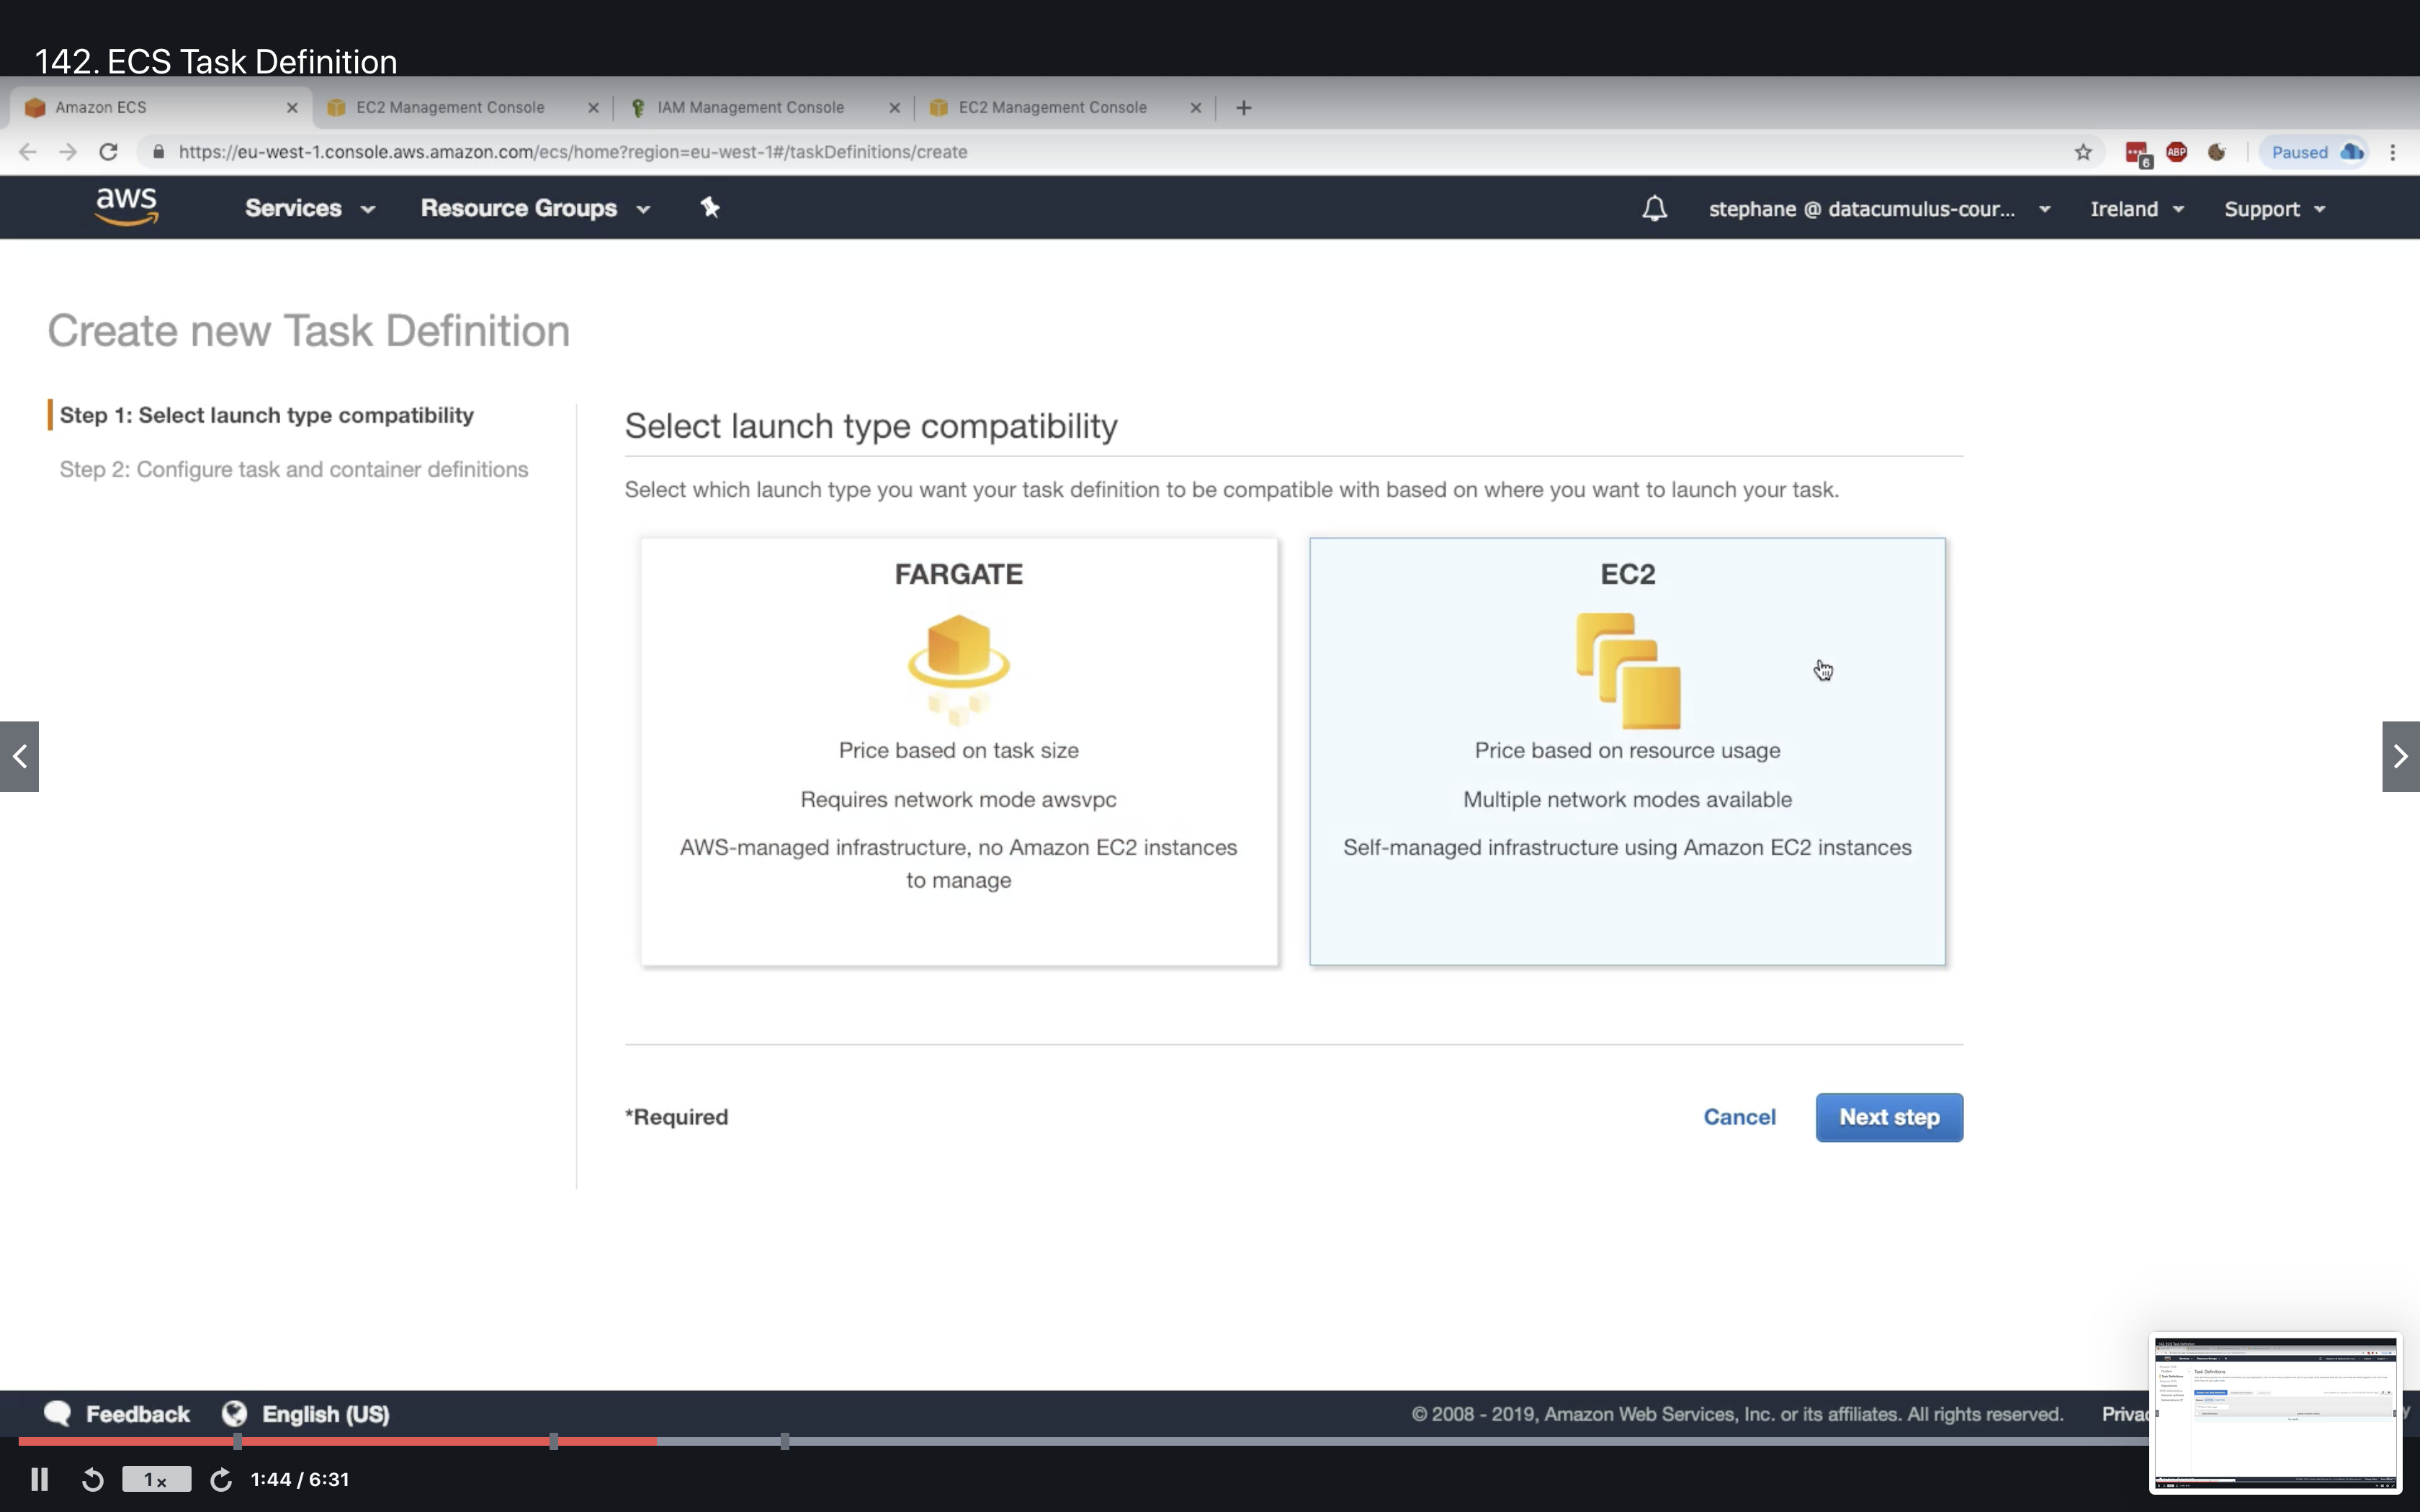 142. ECS Task Definition
Amazon ECS
EC2 Management Console
IAM Management Console
EC2 Management Console
https://eu-west-1.console.aws.amazon.com/ecs/home?region=eu-west-1#/taskDefinitions/create
6
ABP
Paused
aws
Services
Resource Groups
stephane @ datacumulus-cour...
Ireland
Support
Create new Task Definition
Step 1: Select launch type compatibility
Step 2: Configure task and container definitions
Select launch type compatibility
Select which launch type you want your task definition to be compatible with based on where you want to launch your task.
FARGATE
Price based on task size
Requires network mode awsvpc
AWS-managed infrastructure, no Amazon EC2 instances
to manage
EC2
Price based on resource usage
Multiple network modes available
Self-managed infrastructure using Amazon EC2 instances
*Required
Cancel
Next step
Feedback
English (US)
© 2008 - 2019, Amazon Web Services, Inc. or its affiliates. All rights reserved.
Privac
1x
1:44 / 6:31
Task Definitions